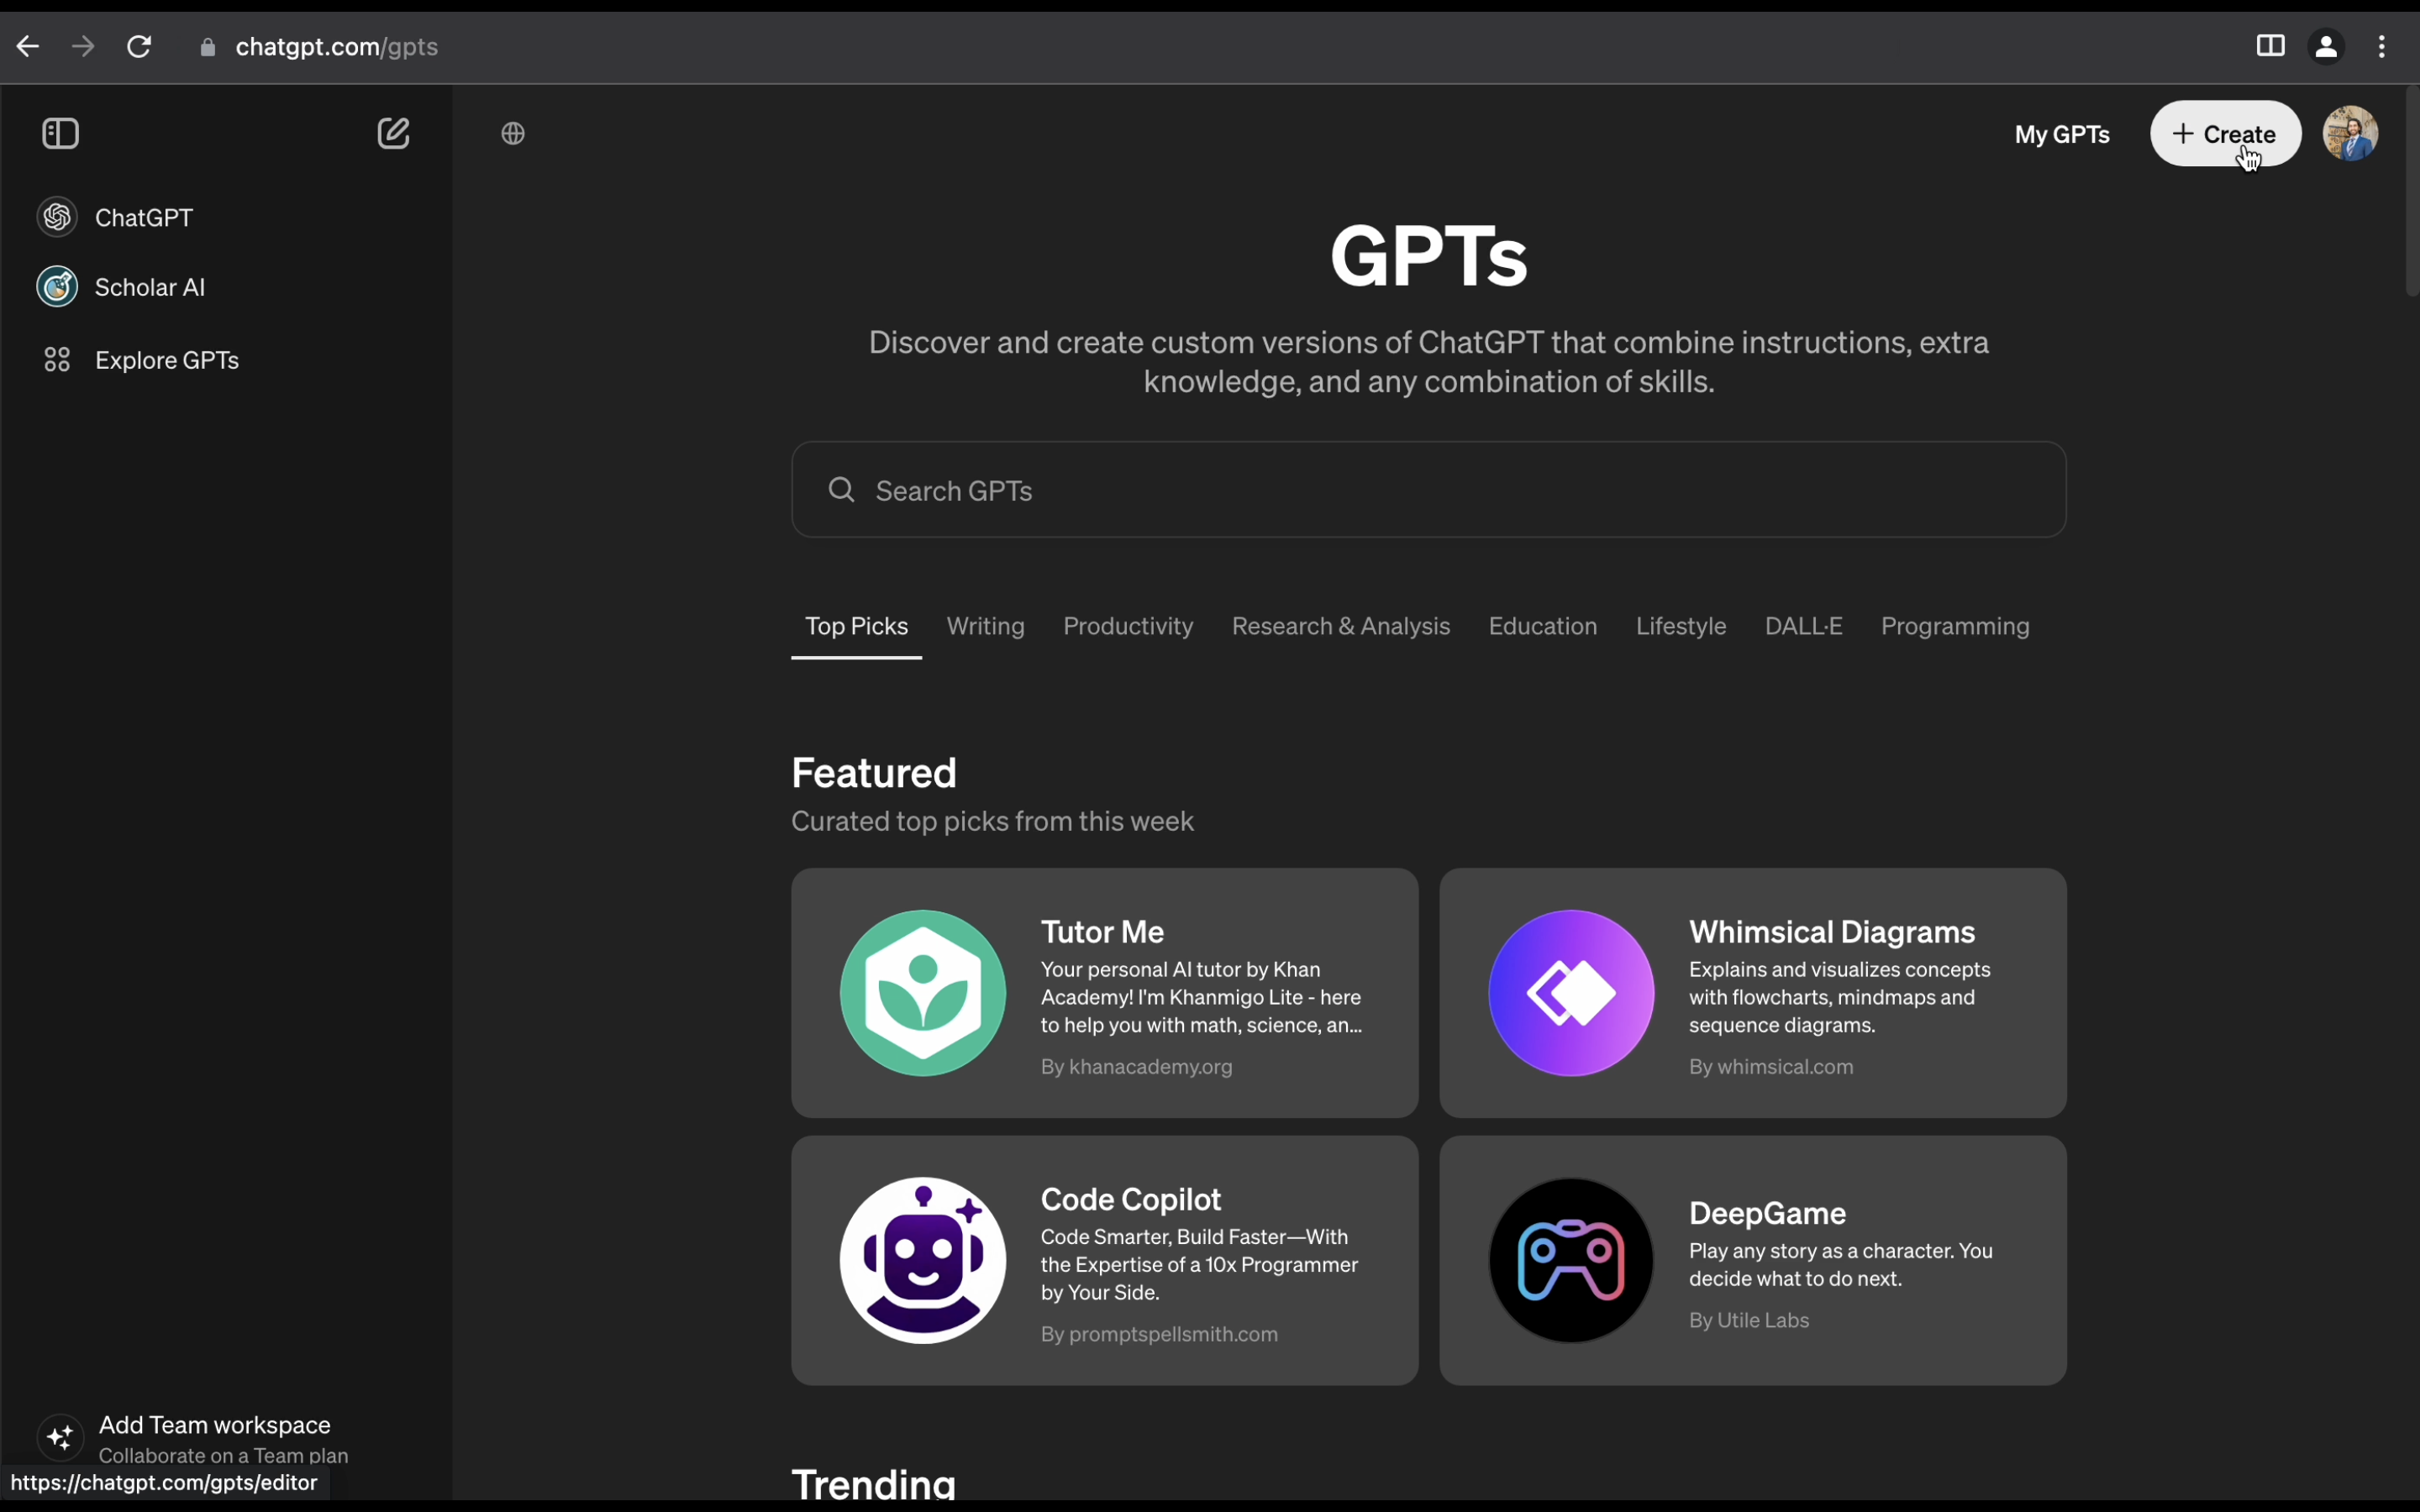 chatgpt.com/gpts
ChatGPT
Scholar AI
Explore GPTs
My GPTs
+ Create
GPTs
Discover and create custom versions of ChatGPT that combine instructions, extra
knowledge, and any combination of skills.
Search GPTs
Top Picks Writing Productivity Research & Analysis Education Lifestyle DALL·E Programming
Featured
Curated top picks from this week
Tutor Me
Your personal AI tutor by Khan
Academy! I'm Khanmigo Lite - here
to help you with math, science, an...
By khanacademy.org
Whimsical Diagrams
Explains and visualizes concepts
with flowcharts, mindmaps and
sequence diagrams.
By whimsical.com
Code Copilot
Code Smarter, Build Faster—With
the Expertise of a 10x Programmer
by Your Side.
By promptspellsmith.com
DeepGame
Play any story as a character. You
decide what to do next.
By Utile Labs
Trending
Add Team workspace
Collaborate on a Team plan
https://chatgpt.com/gpts/editor